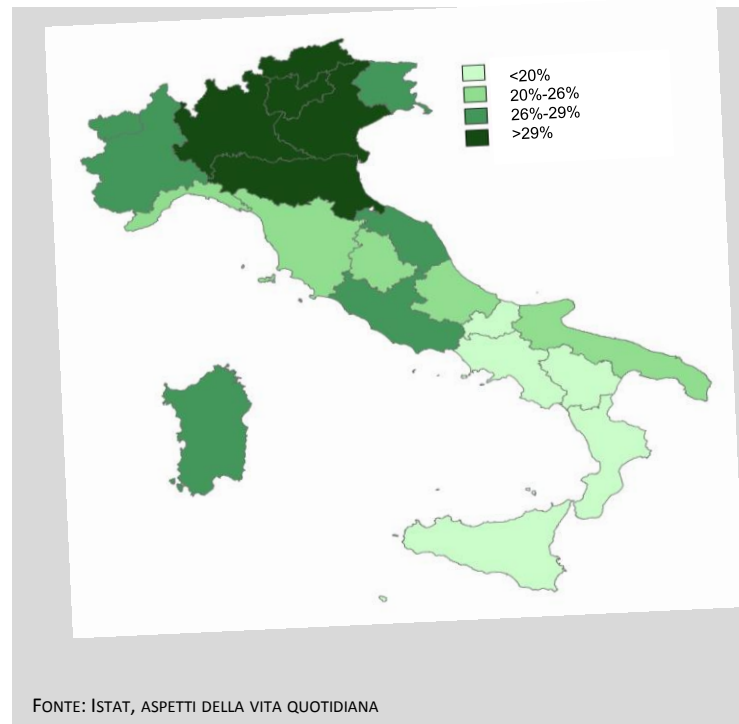 <20%
20%-26%
26%-29%
>29%
FONTE: ISTAT, ASPETTI DELLA VITA QUOTIDIANA